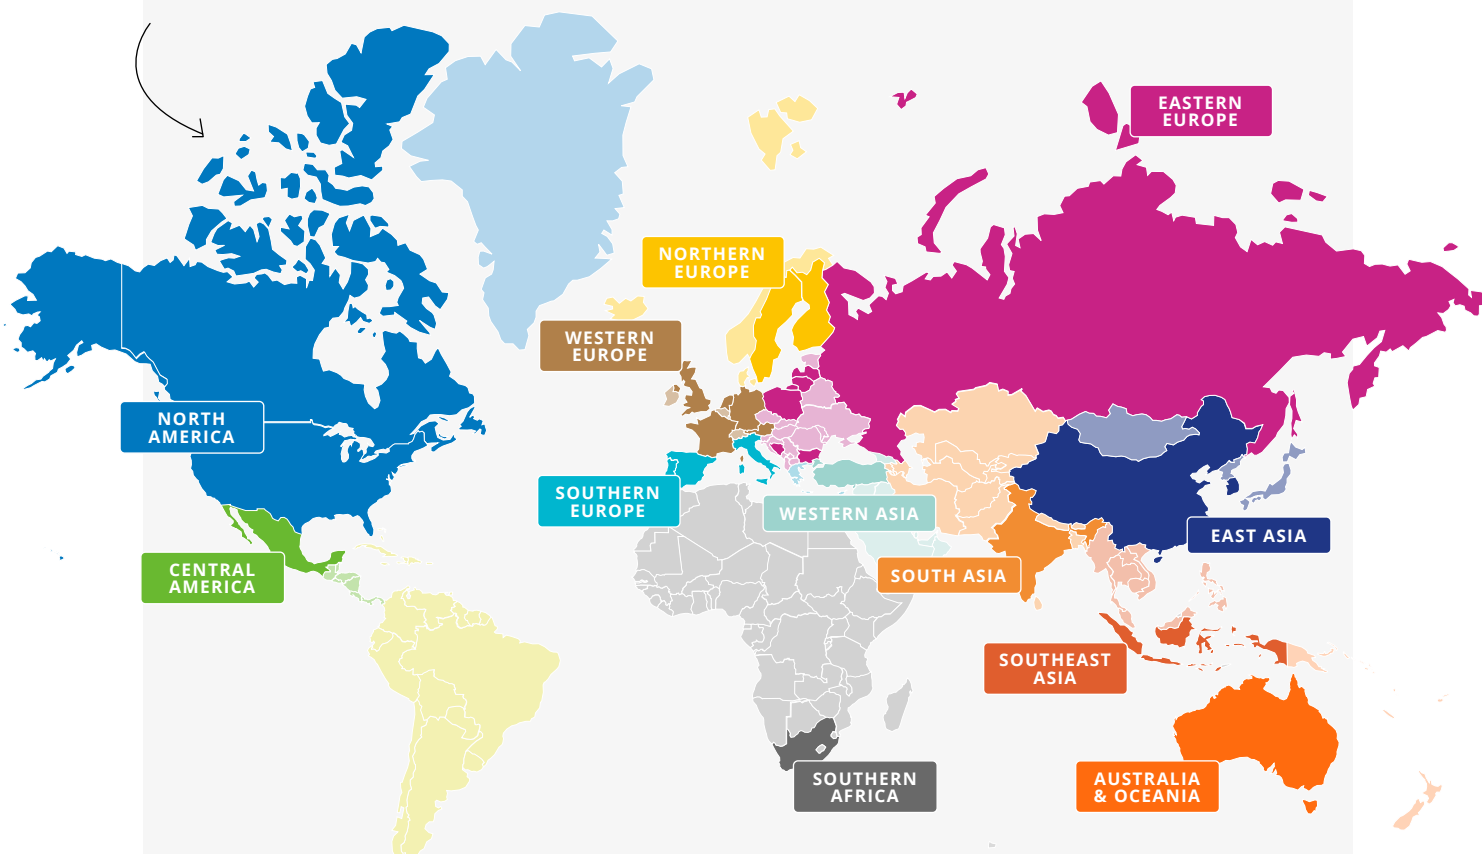 EASTERN
EUROPE
NORTHERN
EUROPE
WESTERN
EUROPE
NORTH
AMERICA
SOUTHERN
EUROPE
WESTERN ASIA
EAST ASIA
CENTRAL
AMERICA
SOUTH ASIA
SOUTHEAST
ASIA
SOUTHERN
AFRICA
AUSTRALIA
& OCEANIA